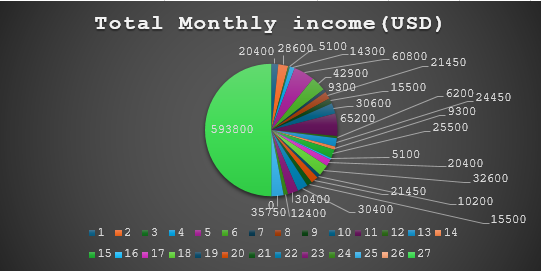 Total Monthly income(USD)
20400 28600 5100 14300 60800
42900 21450
9300 15500
30600 6200 24450
65200 9300
593800 25500
5100
20400
32600
21450 10200
0 30400
35750 12400 30400 15500
1 2 3 4 5 6 7 8 9 10 11 12 13 14
15 16 17 18 19 20 21 22 23 24 25 26 27